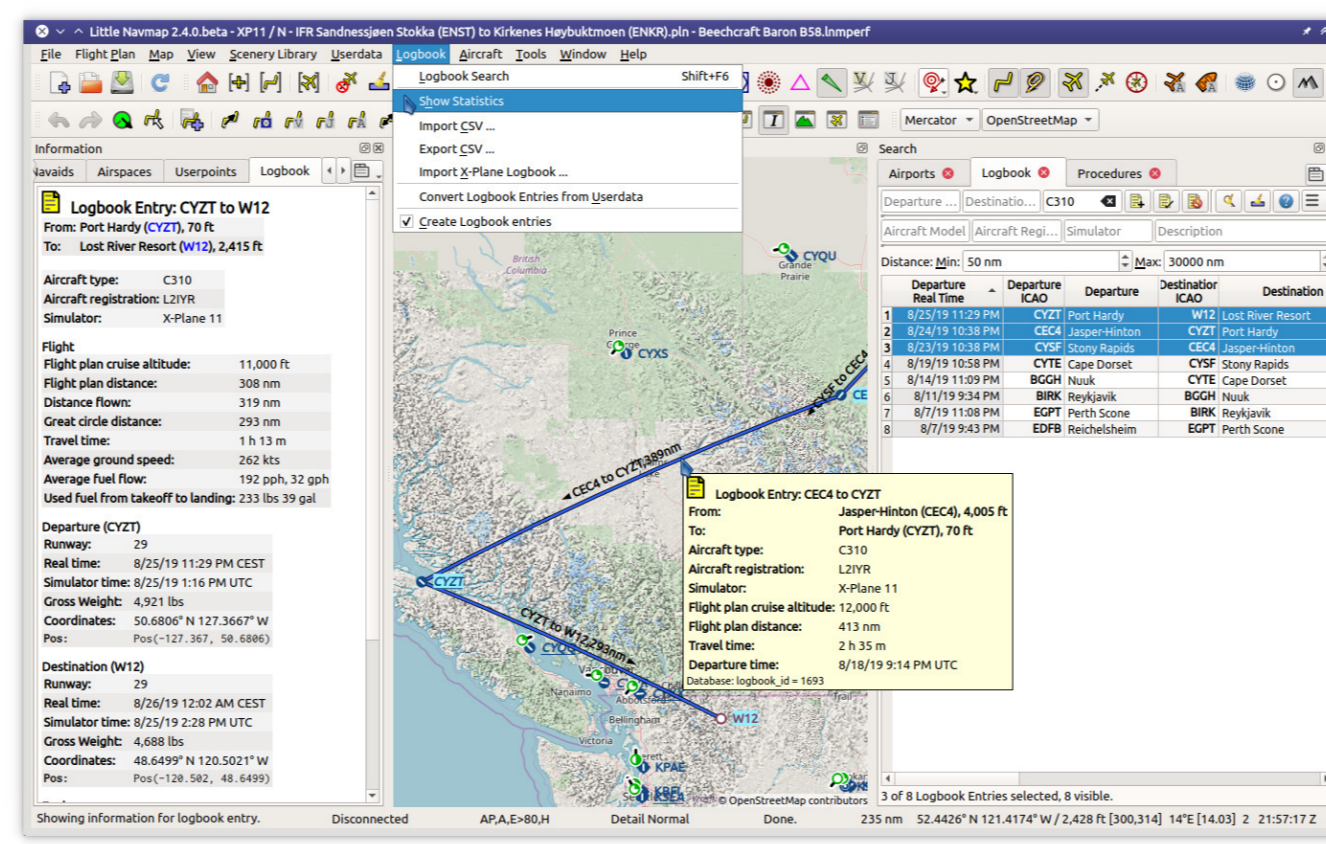 Little Navmap 2.4.0.beta - XP11 / N - IFR Sandnessjøen Stokka (ENST) to Kirkenes Høybuktmoen (ENKR).pln - Beechcraft Baron B58.lnmperf
File Flight Plan Map View Scenery Library Userdata Logbook Aircraft Tools Window Help
Logbook Search Shift+F6
Show Statistics
Import CSV ...
Export CSV ...
Import X-Plane Logbook ...
Convert Logbook Entries from Userdata
Create Logbook entries
Mercator OpenStreetMap
Information
Navaids Airspaces Userpoints Logbook
Logbook Entry: CYZT to W12
From: Port Hardy (CYZT), 70 ft
To: Lost River Resort (W12), 2,415 ft
Aircraft type: C310
Aircraft registration: L2IYR
Simulator: X-Plane 11
Flight
Flight plan cruise altitude: 11,000 ft
Flight plan distance: 308 nm
Distance flown: 319 nm
Great circle distance: 293 nm
Travel time: 1 h 13 m
Average ground speed: 262 kts
Average fuel flow: 192 pph, 32 gph
Used fuel from takeoff to landing: 233 lbs 39 gal
Departure (CYZT)
Runway: 29
Real time: 8/25/19 11:29 PM CEST
Simulator time: 8/25/19 1:16 PM UTC
Gross Weight: 4,921 lbs
Coordinates: 50.6806° N 127.3667° W
Pos: Pos(-127.367, 50.6806)
Destination (W12)
Runway: 29
Real time: 8/26/19 12:02 AM CEST
Simulator time: 8/25/19 2:28 PM UTC
Gross Weight: 4,688 lbs
Coordinates: 48.6499° N 120.5021° W
Pos: Pos(-120.502, 48.6499)
British
Columbia
CYQU
Grande
Prairie
Prince
CYXS
CYSF to CEC4
CE
CEC4 to CYZT,389nm
CYZT
CYZT to W12,293nm
Nanaimo
Bellingham
W12
Victoria
KPAE
© OpenStreetMap contributors
Logbook Entry: CEC4 to CYZT
From: Jasper-Hinton (CEC4), 4,005 ft
To: Port Hardy (CYZT), 70 ft
Aircraft type: C310
Aircraft registration: L2IYR
Simulator: X-Plane 11
Flight plan cruise altitude: 12,000 ft
Flight plan distance: 413 nm
Travel time: 2 h 35 m
Departure time: 8/18/19 9:14 PM UTC
Database: logbook_id = 1693
Search
Airports Logbook Procedures
Departure ... Destinatio... C310
Aircraft Model Aircraft Regi... Simulator Description
Distance: Min: 50 nm Max: 30000 nm
Departure Real Time Departure ICAO Departure Destination ICAO Destination
1 8/25/19 11:29 PM CYZT Port Hardy W12 Lost River Resort
2 8/24/19 10:38 PM CEC4 Jasper-Hinton CYZT Port Hardy
3 8/23/19 10:38 PM CYSF Stony Rapids CEC4 Jasper-Hinton
4 8/19/19 10:58 PM CYTE Cape Dorset CYSF Stony Rapids
5 8/14/19 11:09 PM BGGH Nuuk CYTE Cape Dorset
6 8/11/19 9:34 PM BIRK Reykjavik BGGH Nuuk
7 8/7/19 11:08 PM EGPT Perth Scone BIRK Reykjavik
8 8/7/19 9:43 PM EDFB Reichelsheim EGPT Perth Scone
3 of 8 Logbook Entries selected, 8 visible.
Showing information for logbook entry. Disconnected AP,A,E>80,H Detail Normal Done. 235 nm 52.4426° N 121.4174° W / 2,428 ft [300,314] 14°E [14.03] 2 21:57:17 Z